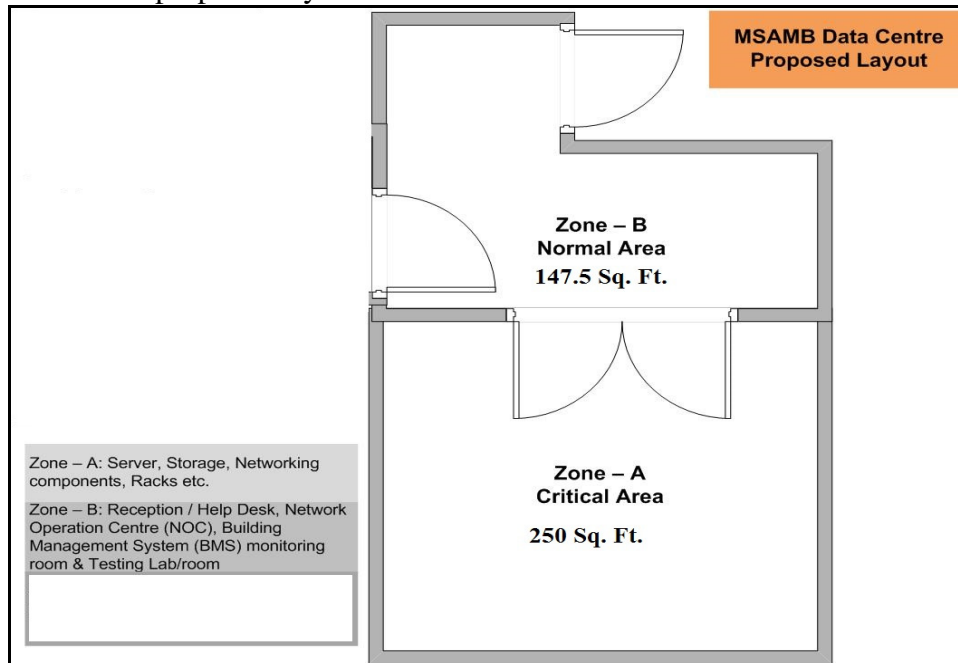 MSAMB Data Centre
Proposed Layout
Zone – B
Normal Area
147.5 Sq. Ft.
Zone – A
Critical Area
250 Sq. Ft.
Zone – A: Server, Storage, Networking
components, Racks etc.
Zone – B: Reception / Help Desk, Network
Operation Centre (NOC), Building
Management System (BMS) monitoring
room & Testing Lab/room